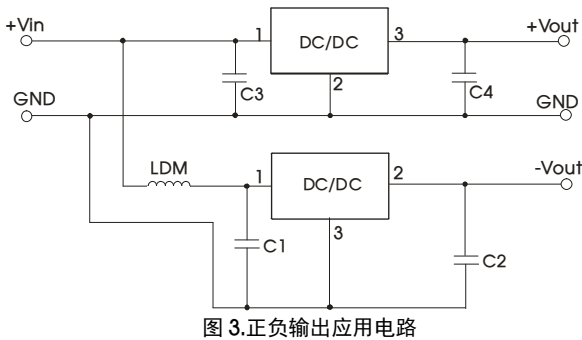 +Vin
1
DC/DC
3
+Vout
C3
2
C4
GND
GND
LDM
1
DC/DC
2
-Vout
C1
3
C2
图 3.正负输出应用电路